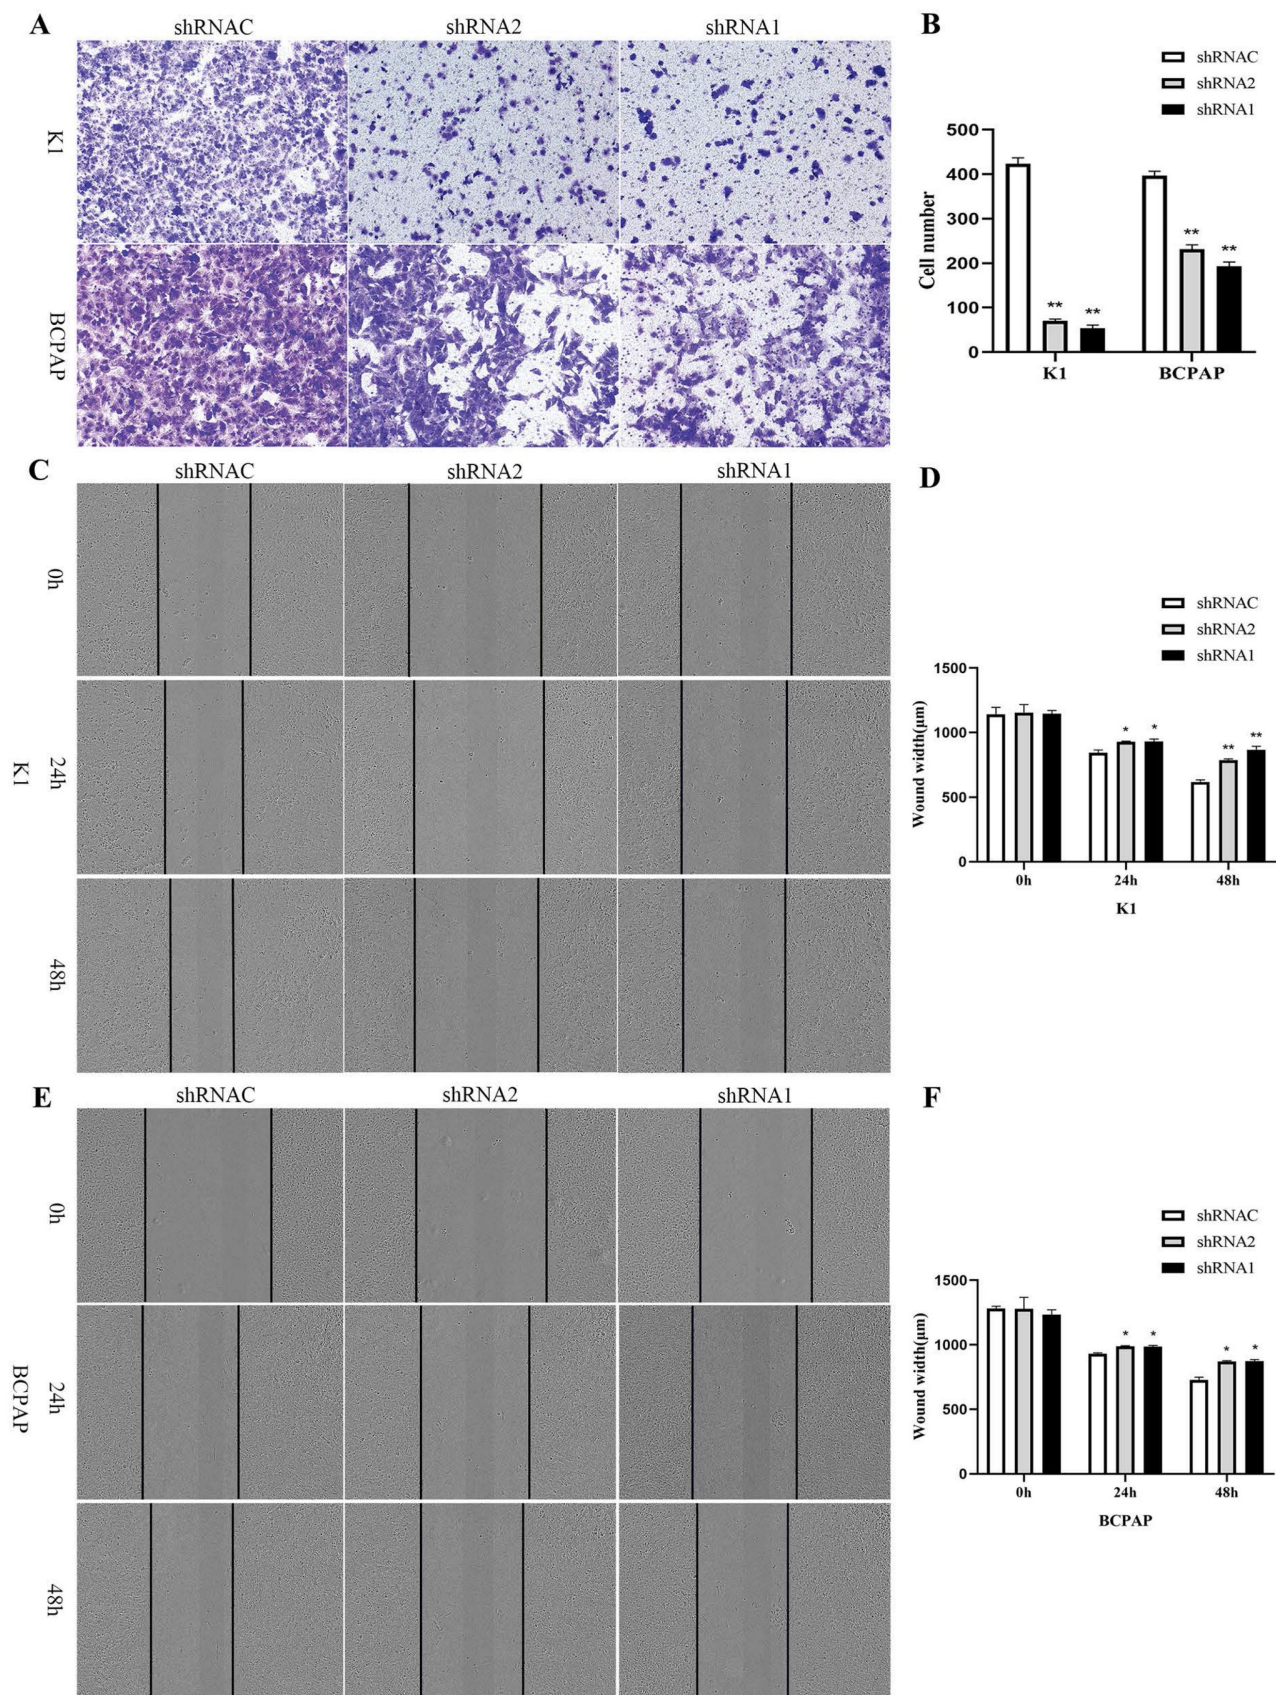 A
shRNAC shRNA2 shRNA1
K1
BCPAP
B
shRNAC
shRNA2
shRNA1
Cell number
500
400
300
200
100
0
** ** ** **
K1 BCPAP
C
shRNAC shRNA2 shRNA1
0h
24h
48h
K1
D
shRNAC
shRNA2
shRNA1
Wound width(μm)
1500
1000
500
0
* * ** **
0h 24h 48h
K1
E
shRNAC shRNA2 shRNA1
0h
24h
48h
BCPAP
F
shRNAC
shRNA2
shRNA1
Wound width(μm)
1500
1000
500
0
* * * *
0h 24h 48h
BCPAP